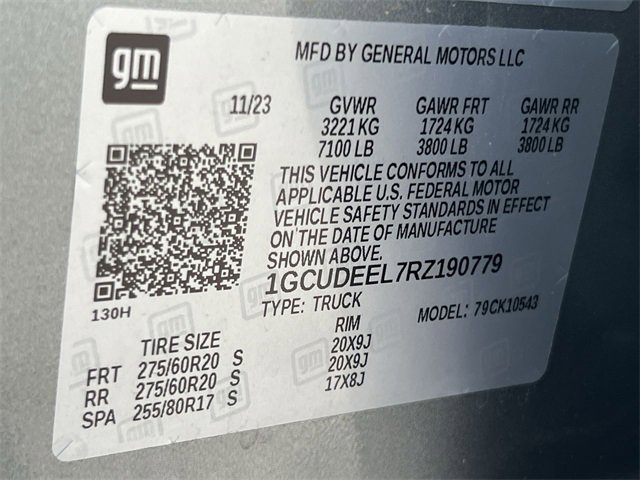 gm
MFD BY GENERAL MOTORS LLC
11/23 GVWR GAWR FRT GAWR RR
3221 KG 1724 KG 1724 KG
7100 LB 3800 LB 3800 LB
THIS VEHICLE CONFORMS TO ALL
APPLICABLE U.S. FEDERAL MOTOR
VEHICLE SAFETY STANDARDS IN EFFECT
ON THE DATE OF MANUFACTURE
SHOWN ABOVE.
1GCUDEEL7RZ190779
130H
TYPE: TRUCK MODEL: 79CK10543
TIRE SIZE RIM
FRT 275/60R20 S 20X9J
RR 275/60R20 S 20X9J
SPA 255/80R17 S 17X8J